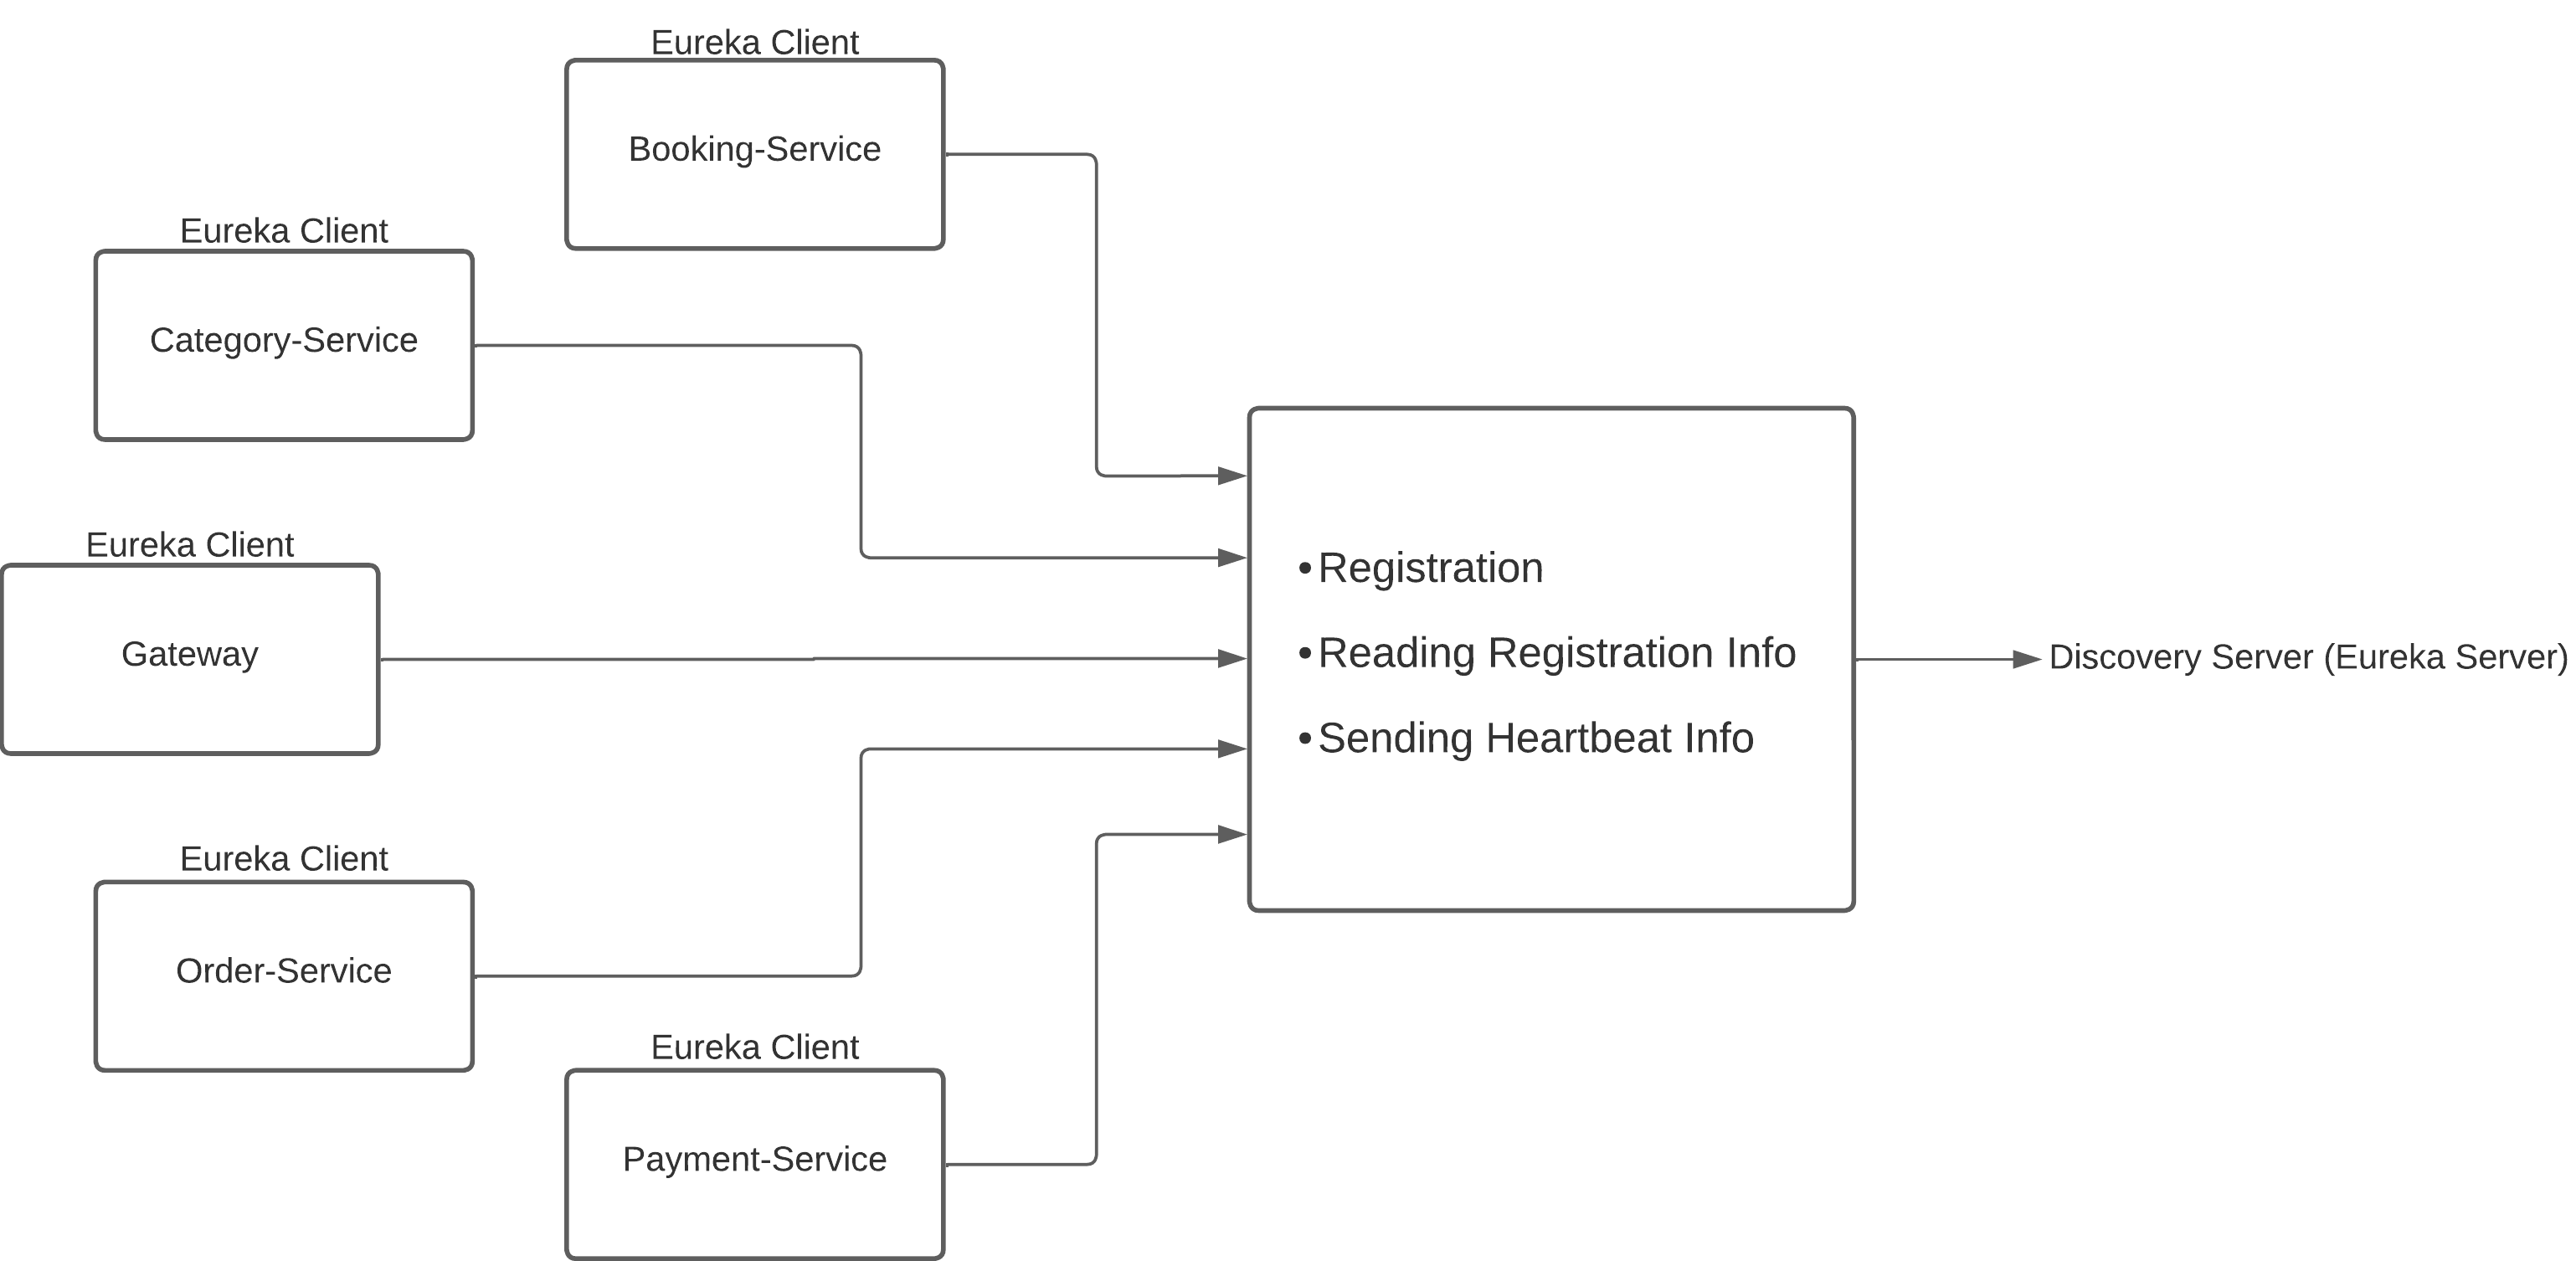 Eureka Client
Booking-Service
Eureka Client
Category-Service
Eureka Client
Gateway
Eureka Client
Order-Service
Eureka Client
Payment-Service
• Registration
• Reading Registration Info
• Sending Heartbeat Info
Discovery Server (Eureka Server)